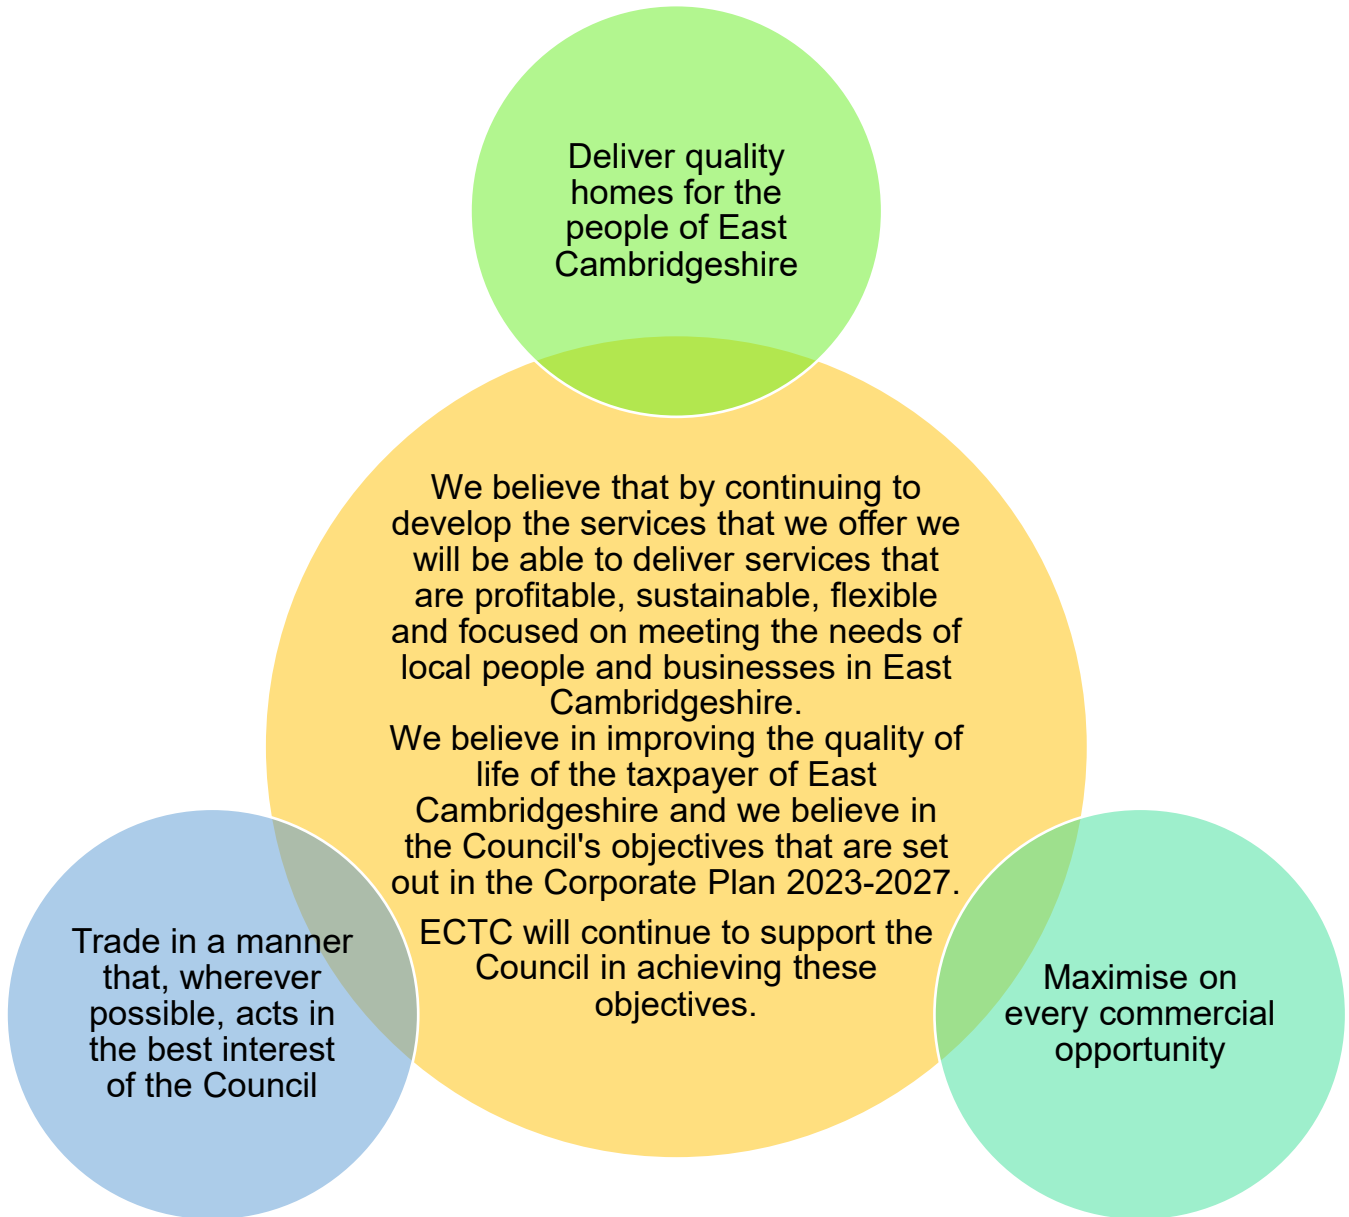 Deliver quality
homes for the
people of East
Cambridgeshire
We believe that by continuing to
develop the services that we offer we
will be able to deliver services that
are profitable, sustainable, flexible
and focused on meeting the needs of
local people and businesses in East
Cambridgeshire.
We believe in improving the quality of
life of the taxpayer of East
Cambridgeshire and we believe in
the Council's objectives that are set
out in the Corporate Plan 2023-2027.
ECTC will continue to support the
Council in achieving these
objectives.
Trade in a manner
that, wherever
possible, acts in
the best interest
of the Council
Maximise on
every commercial
opportunity